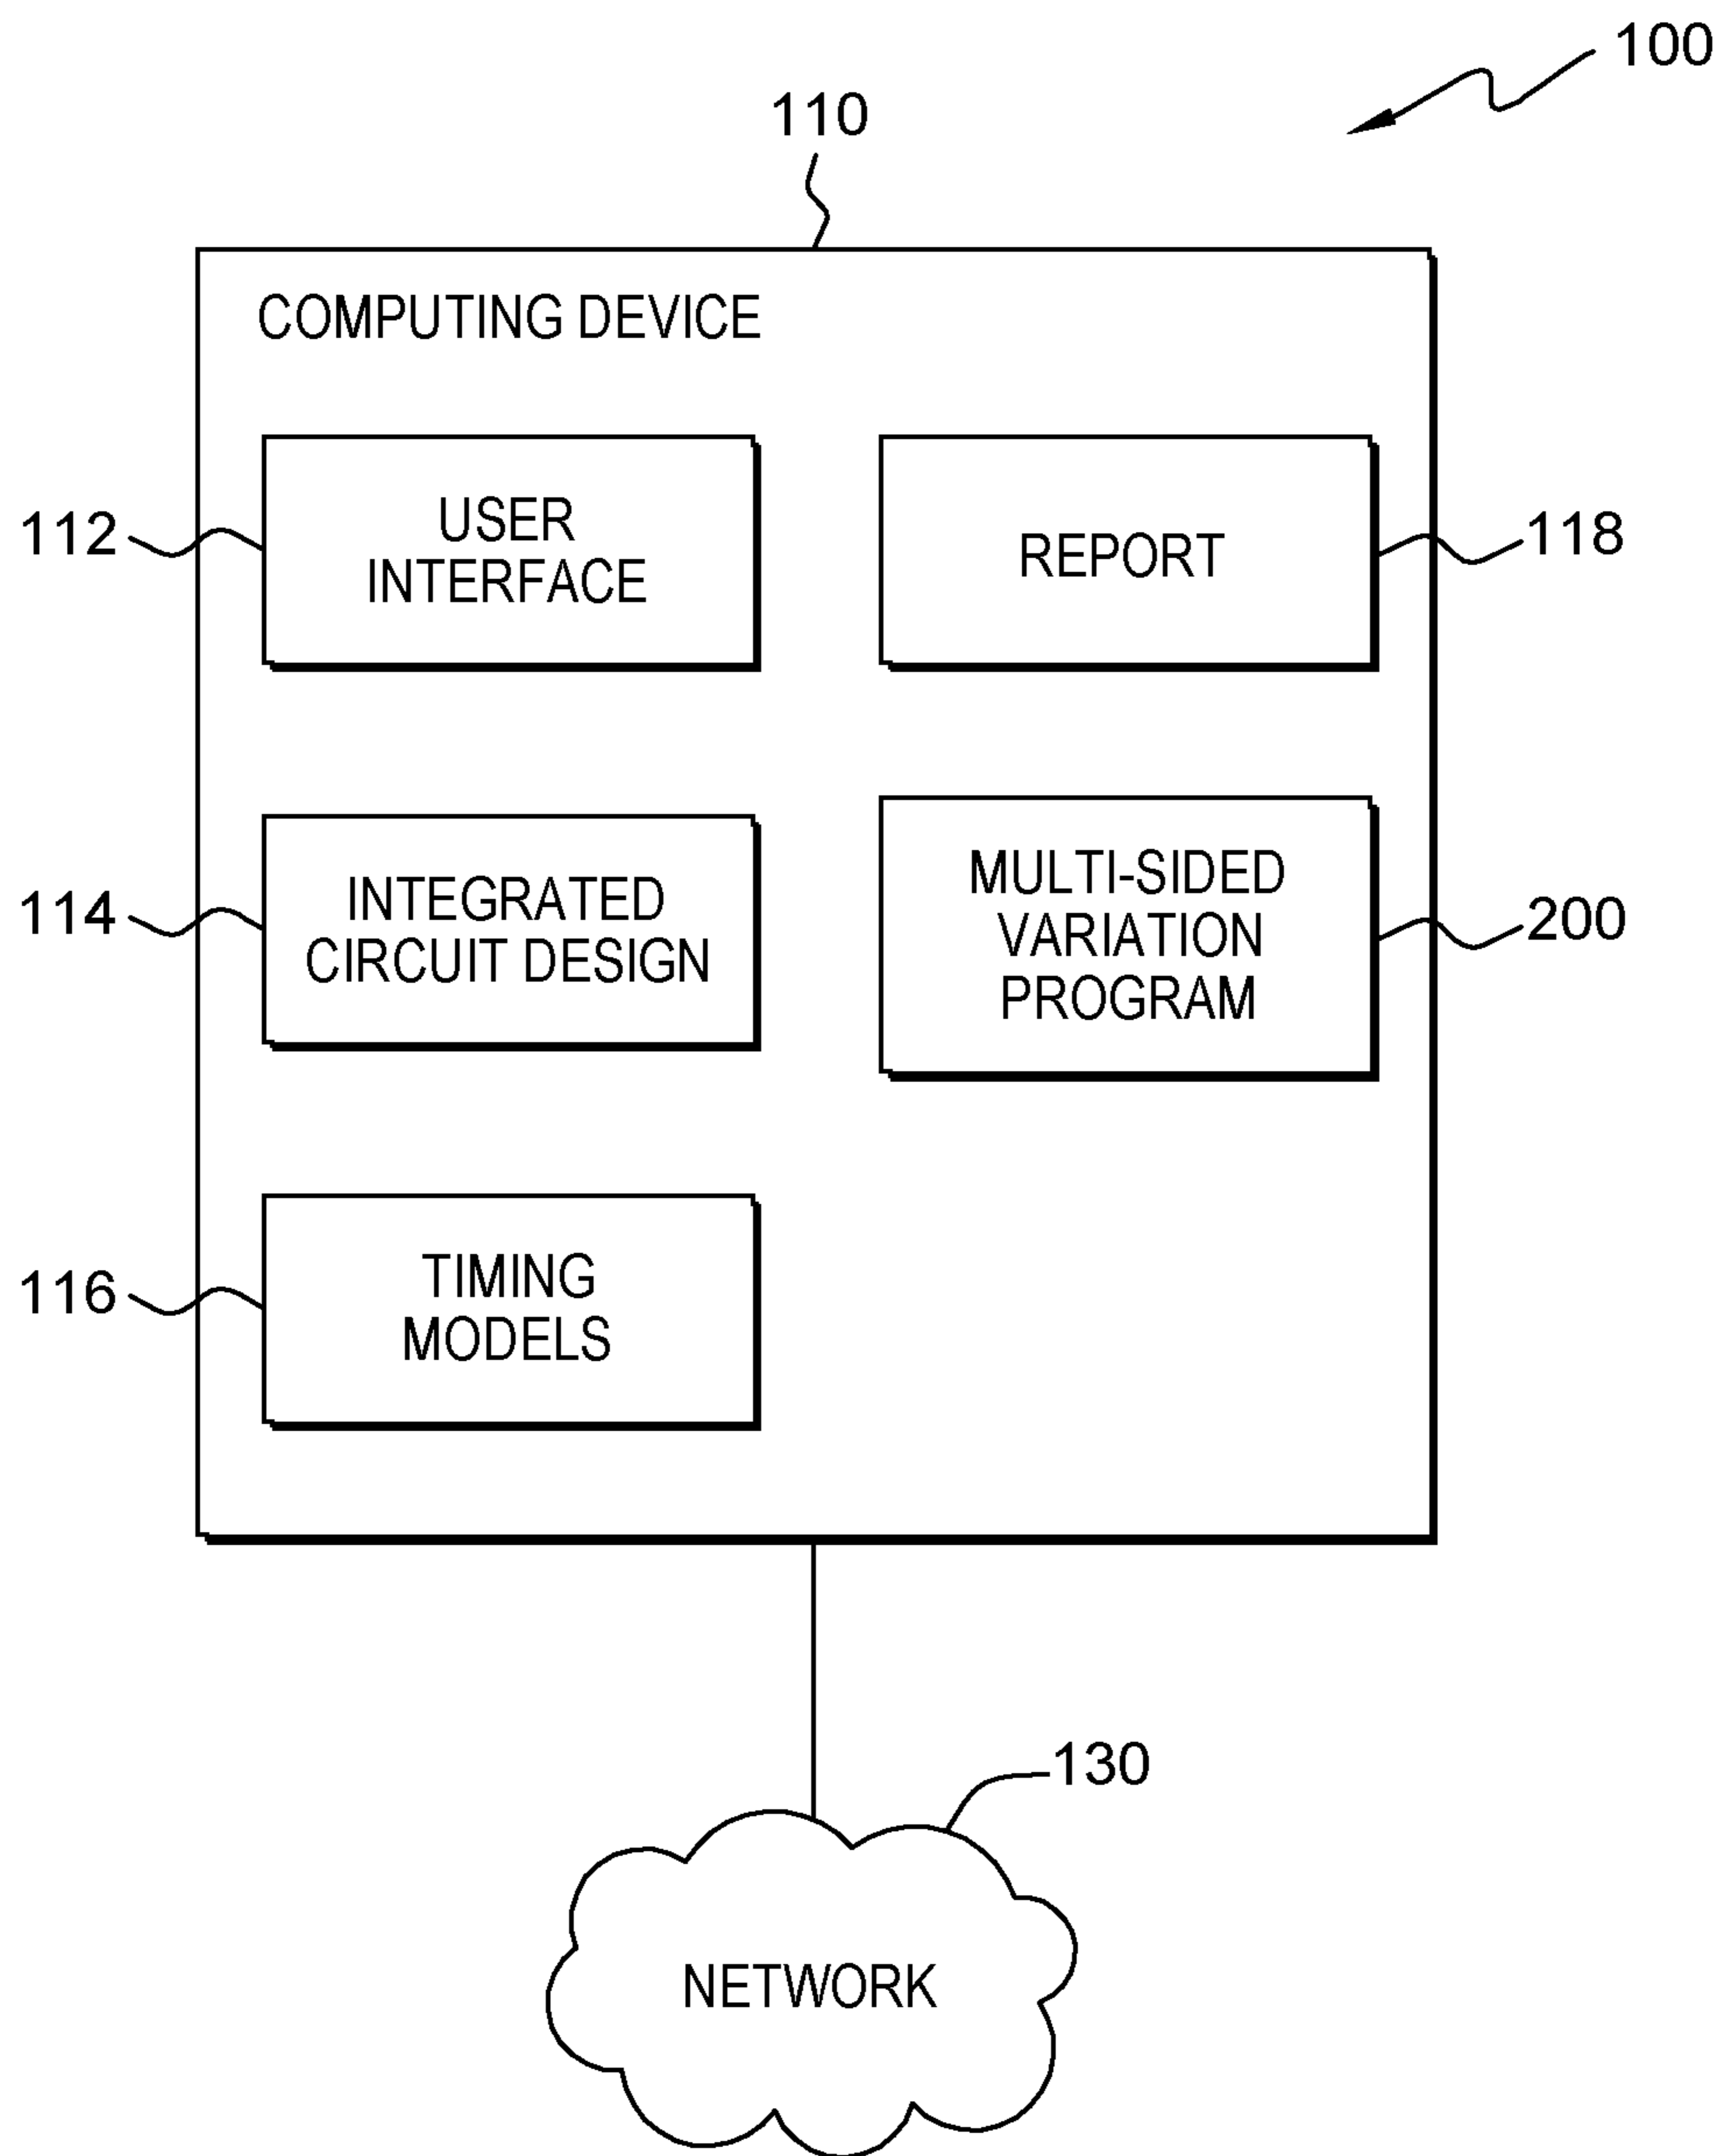 100
110
COMPUTING DEVICE
112
USER
INTERFACE
REPORT
118
114
INTEGRATED
CIRCUIT DESIGN
MULTI-SIDED
VARIATION
PROGRAM
200
116
TIMING
MODELS
130
NETWORK